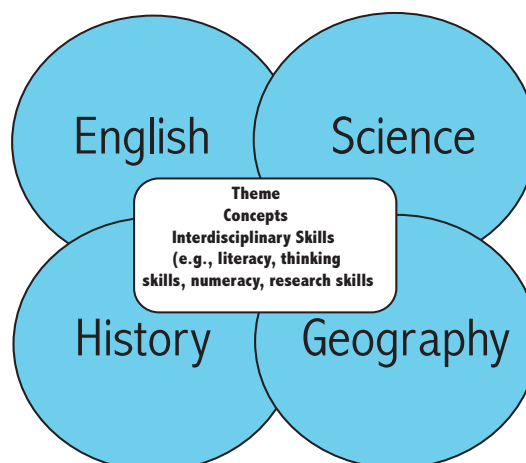 English
Science
Theme
Concepts
Interdisciplinary Skills
(e.g., literacy, thinking
skills, numeracy, research skills
History
Geography